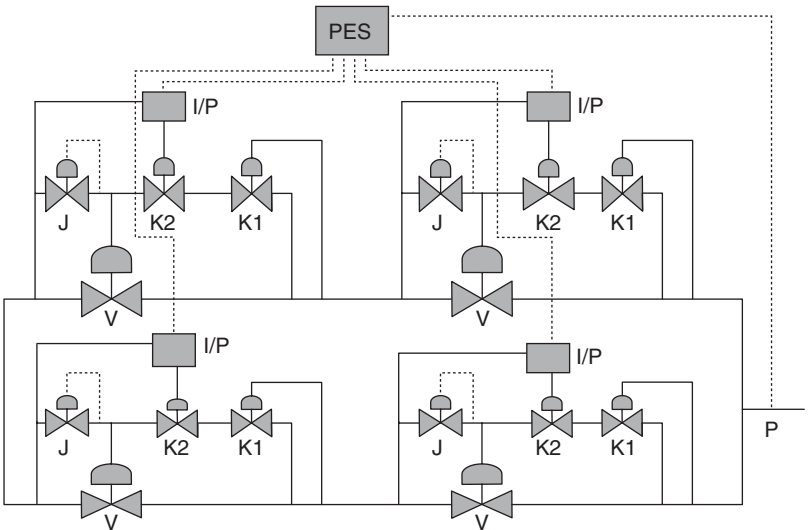 PES
I/P I/P
J K2 K1 J K2 K1
V V
I/P I/P
J K2 K1 J K2 K1
P
V V